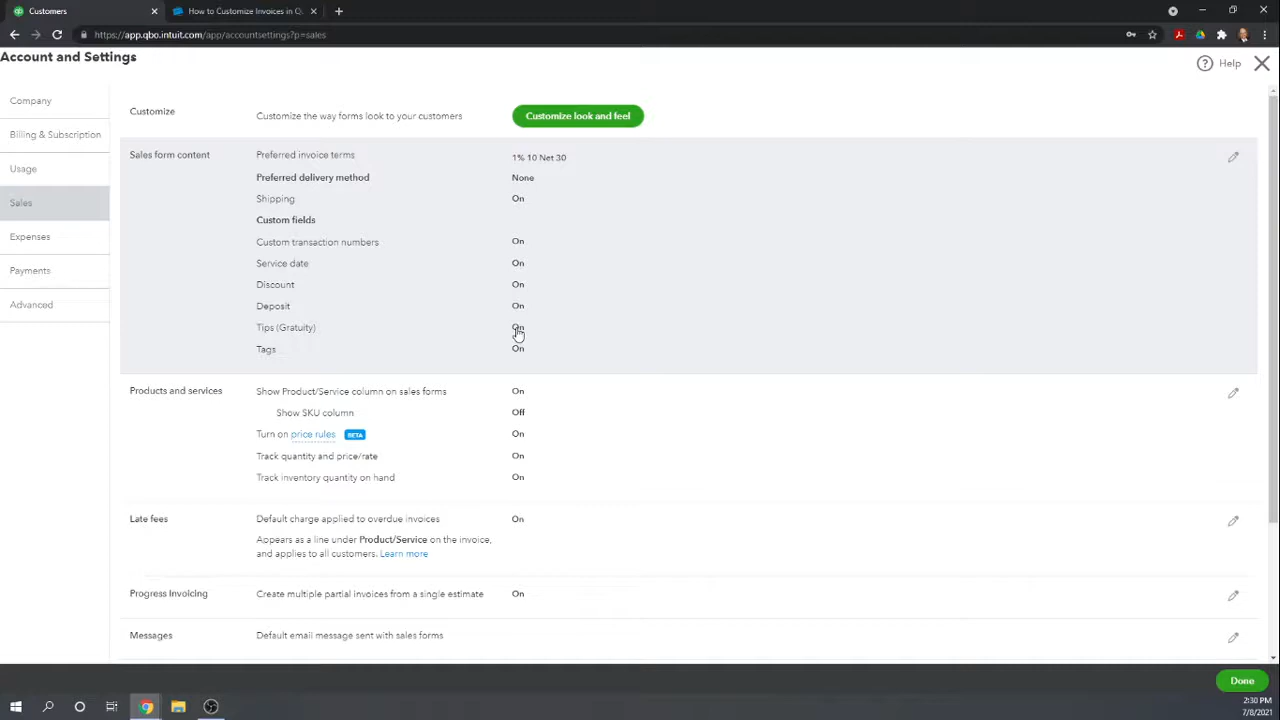 Customers
How to Customize Invoices in Q
https://app.qbo.intuit.com/app/accountsettings?p=sales
Account and Settings
Help
Company
Billing & Subscription
Usage
Sales
Expenses
Payments
Advanced
Customize
Customize the way forms look to your customers
Customize look and feel
Sales form content
Preferred invoice terms
1% 10 Net 30
Preferred delivery method
None
Shipping
On
Custom fields
Custom transaction numbers
On
Service date
On
Discount
On
Deposit
On
Tips (Gratuity)
On
Tags
On
Products and services
Show Product/Service column on sales forms
On
Show SKU column
Off
Turn on price rules BETA
On
Track quantity and price/rate
On
Track inventory quantity on hand
On
Late fees
Default charge applied to overdue invoices
On
Appears as a line under Product/Service on the invoice,
and applies to all customers. Learn more
Progress Invoicing
Create multiple partial invoices from a single estimate
On
Messages
Default email message sent with sales forms
Done
2:30 PM
7/8/2021